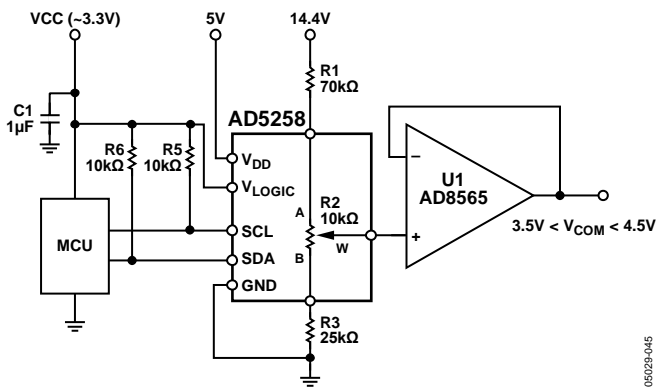 VCC (~3.3V)
5V
14.4V
R1
70kΩ
C1
1µF
AD5258
R6
10kΩ
R5
10kΩ
VDD
VLOGIC
SCL
SDA
GND
MCU
A
R2
10kΩ
W
B
R3
25kΩ
–
+
U1
AD8565
3.5V < VCOM < 4.5V
05029-045